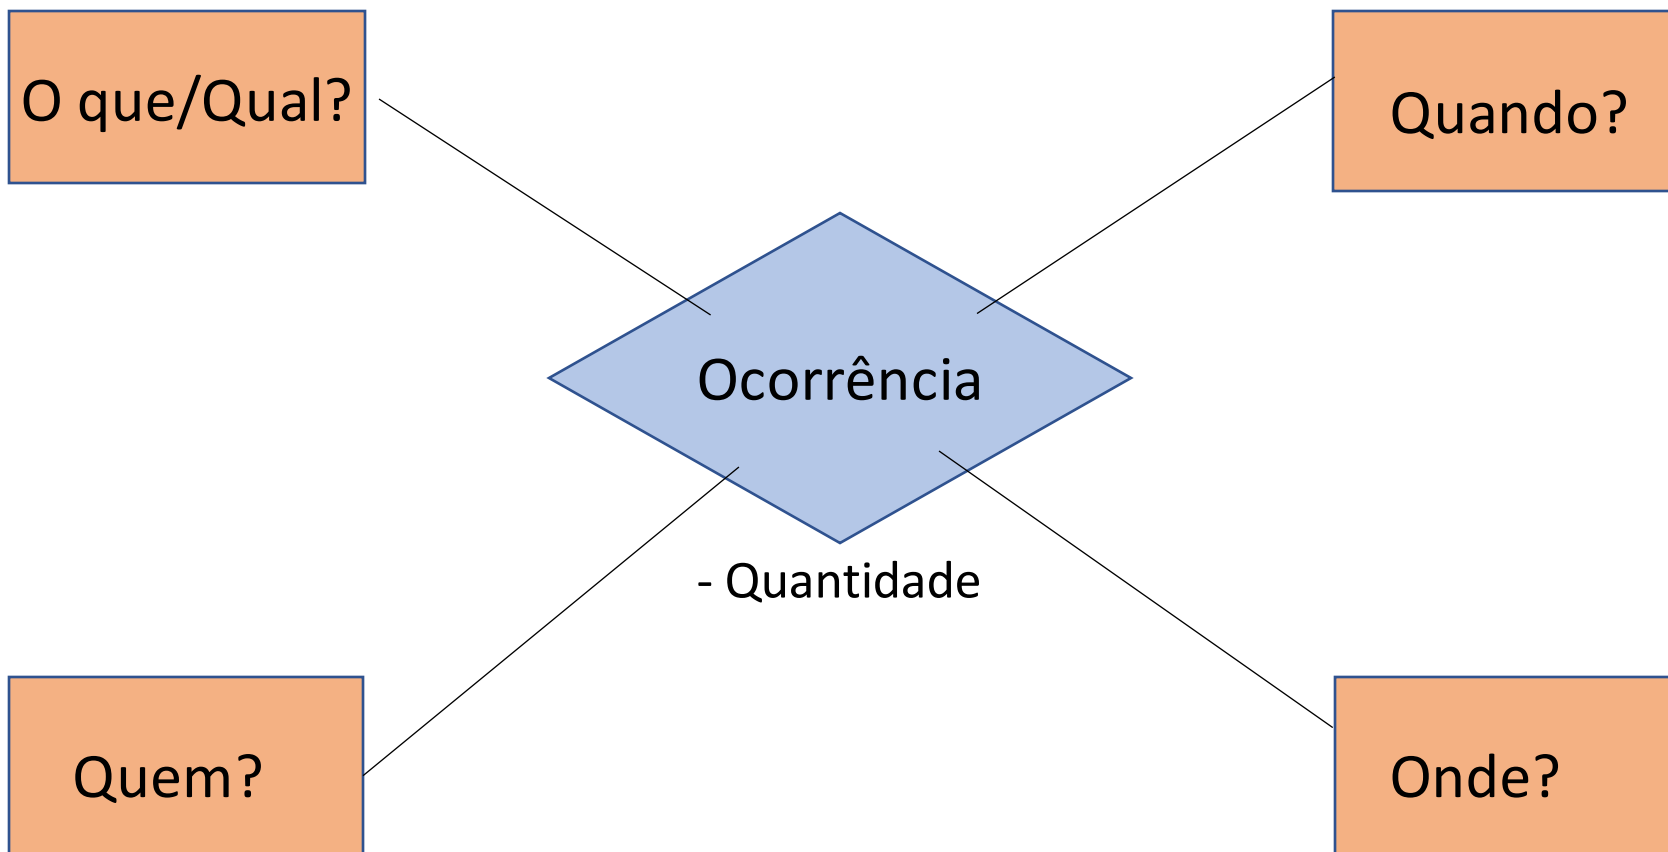 O que/Qual?
Quando?
Ocorrência
- Quantidade
Quem?
Onde?